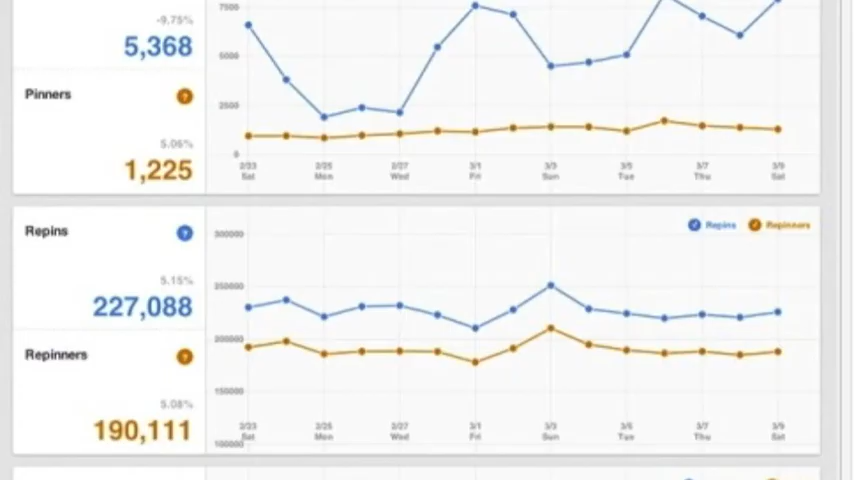 -9.75%
5,368
Pinners
?
5.06%
1,225
7500
5000
2500
0
2/23 2/25 2/27 3/1 3/3 3/5 3/7 3/9
Sat Mon Wed Fri Sun Tue Thu Sat
Repins
?
5.15%
227,088
Repinners
?
5.08%
190,111
Repins Repinners
300000
250000
200000
150000
100000
2/23 2/25 2/27 3/1 3/3 3/5 3/7 3/9
Sat Mon Wed Fri Sun Tue Thu Sat